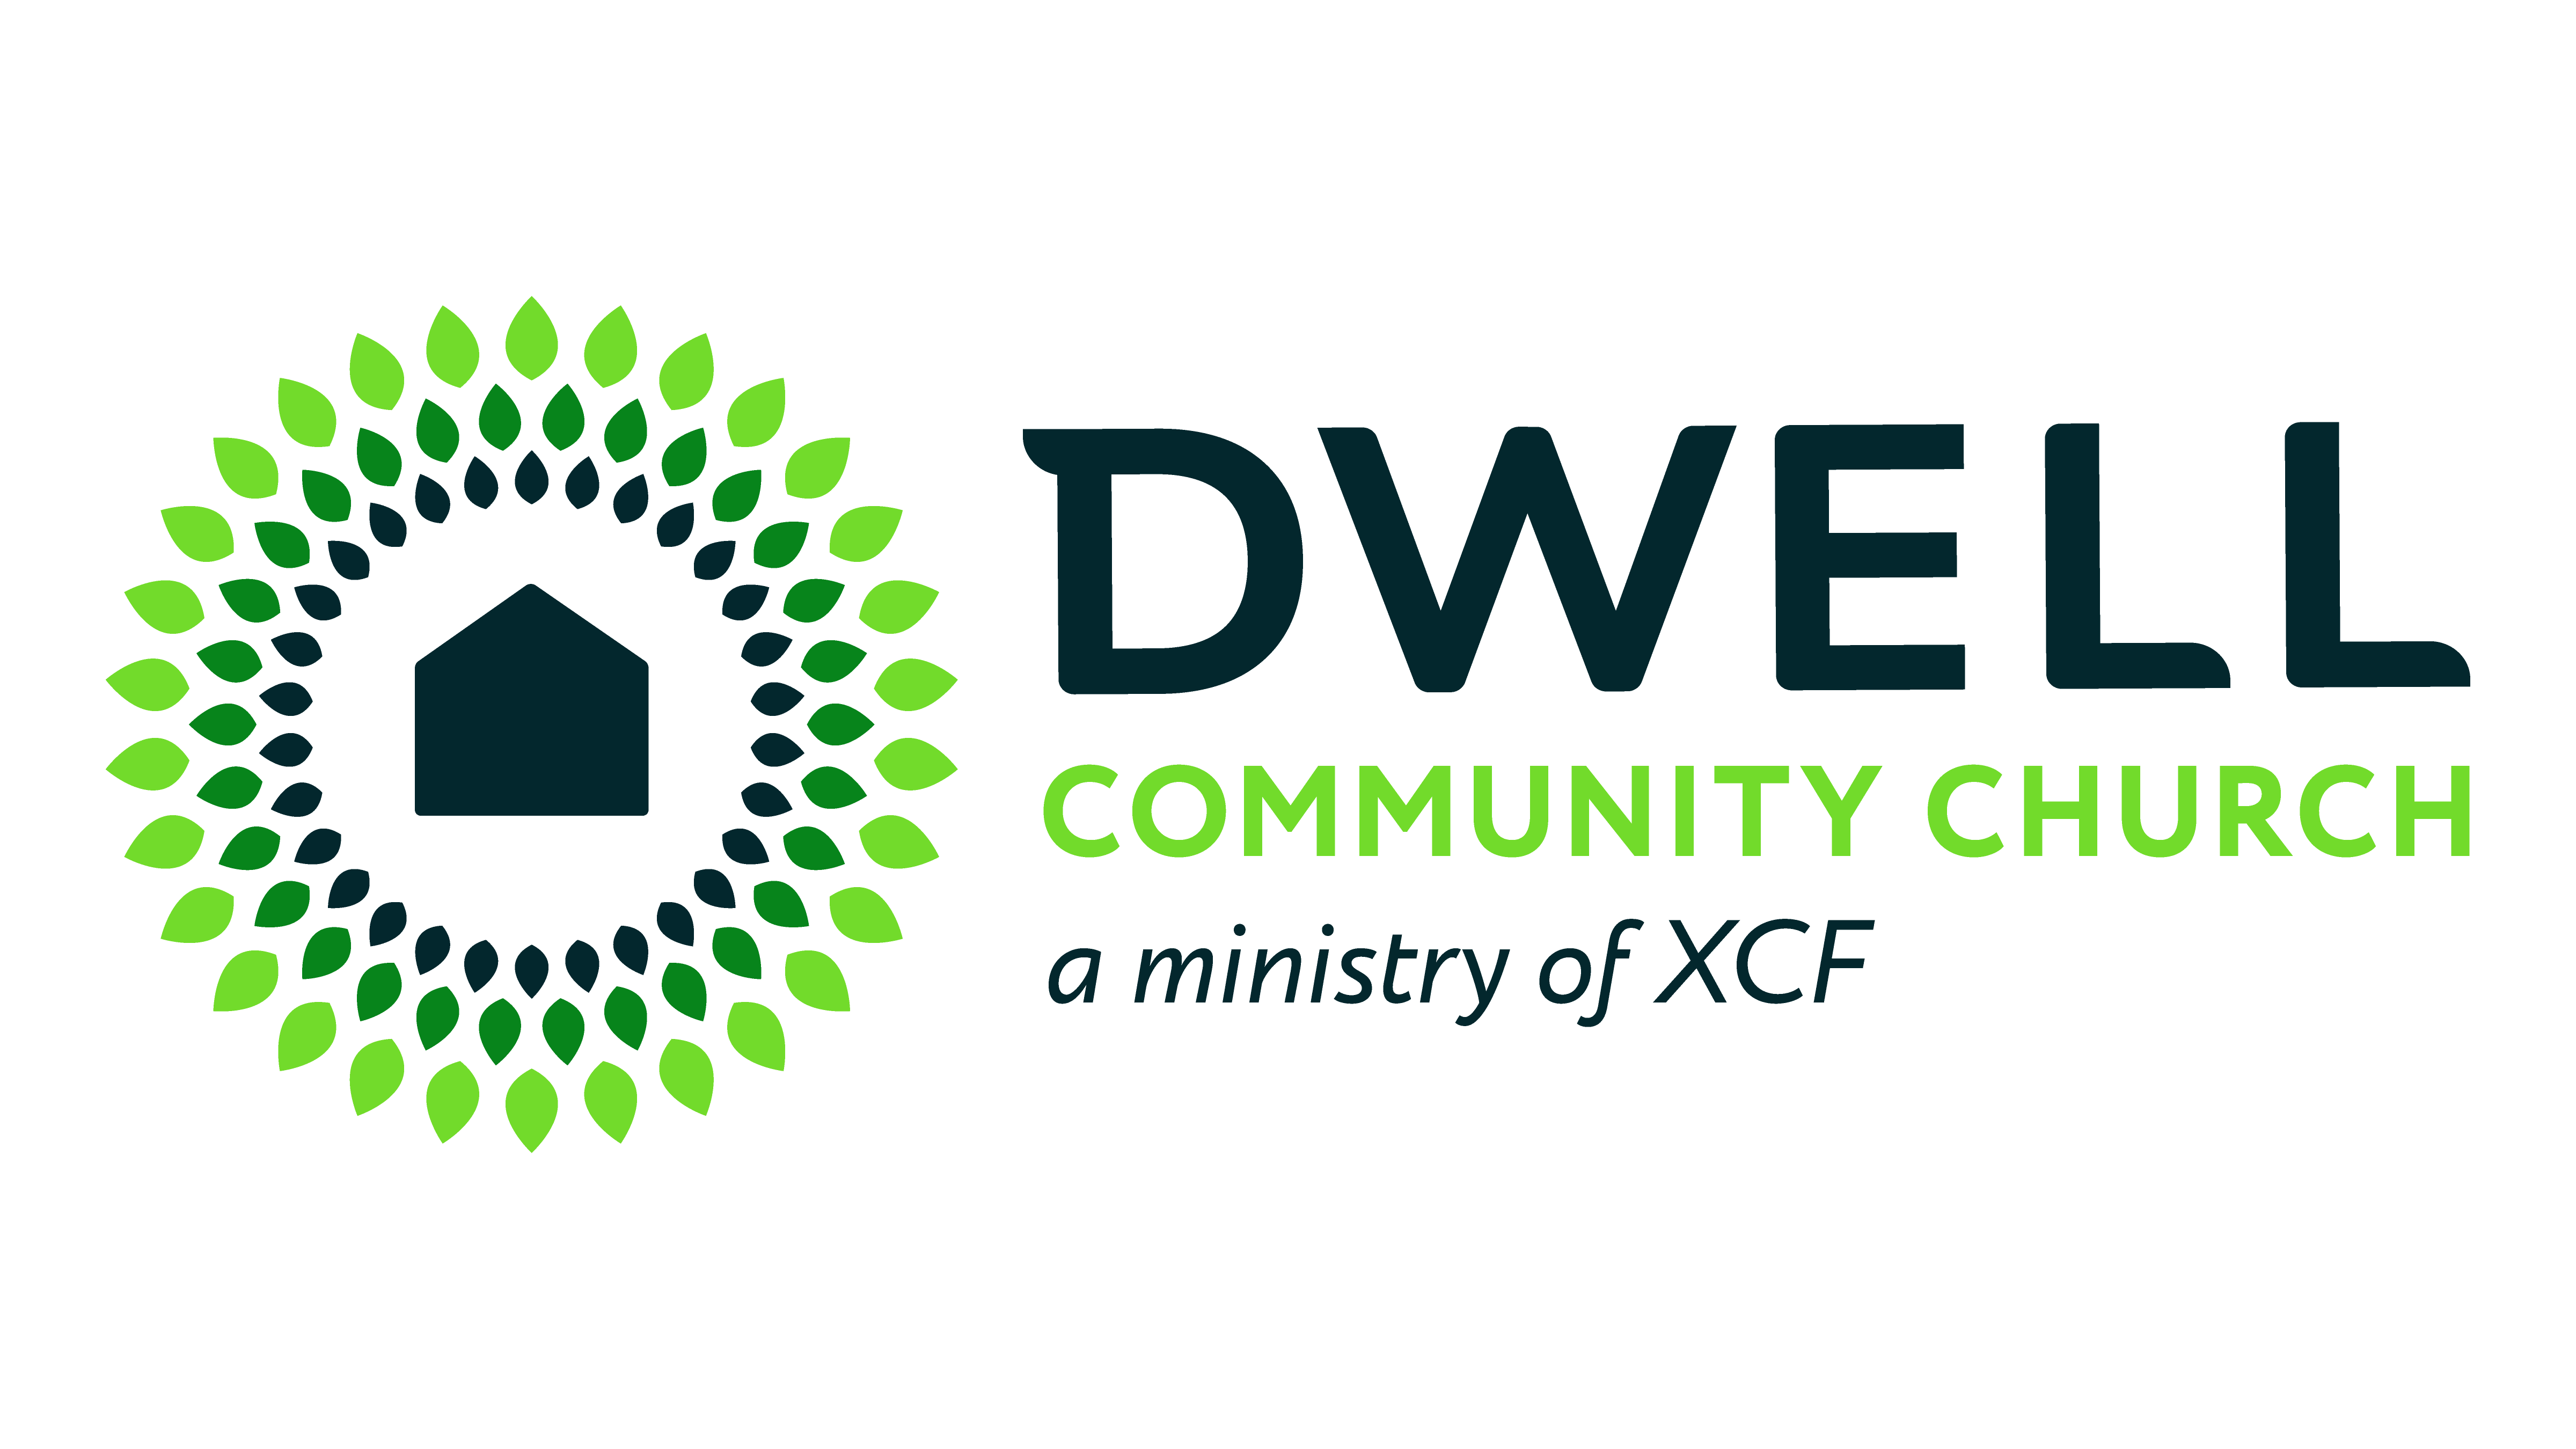 DWELL
COMMUNITY CHURCH
a ministry of XCF